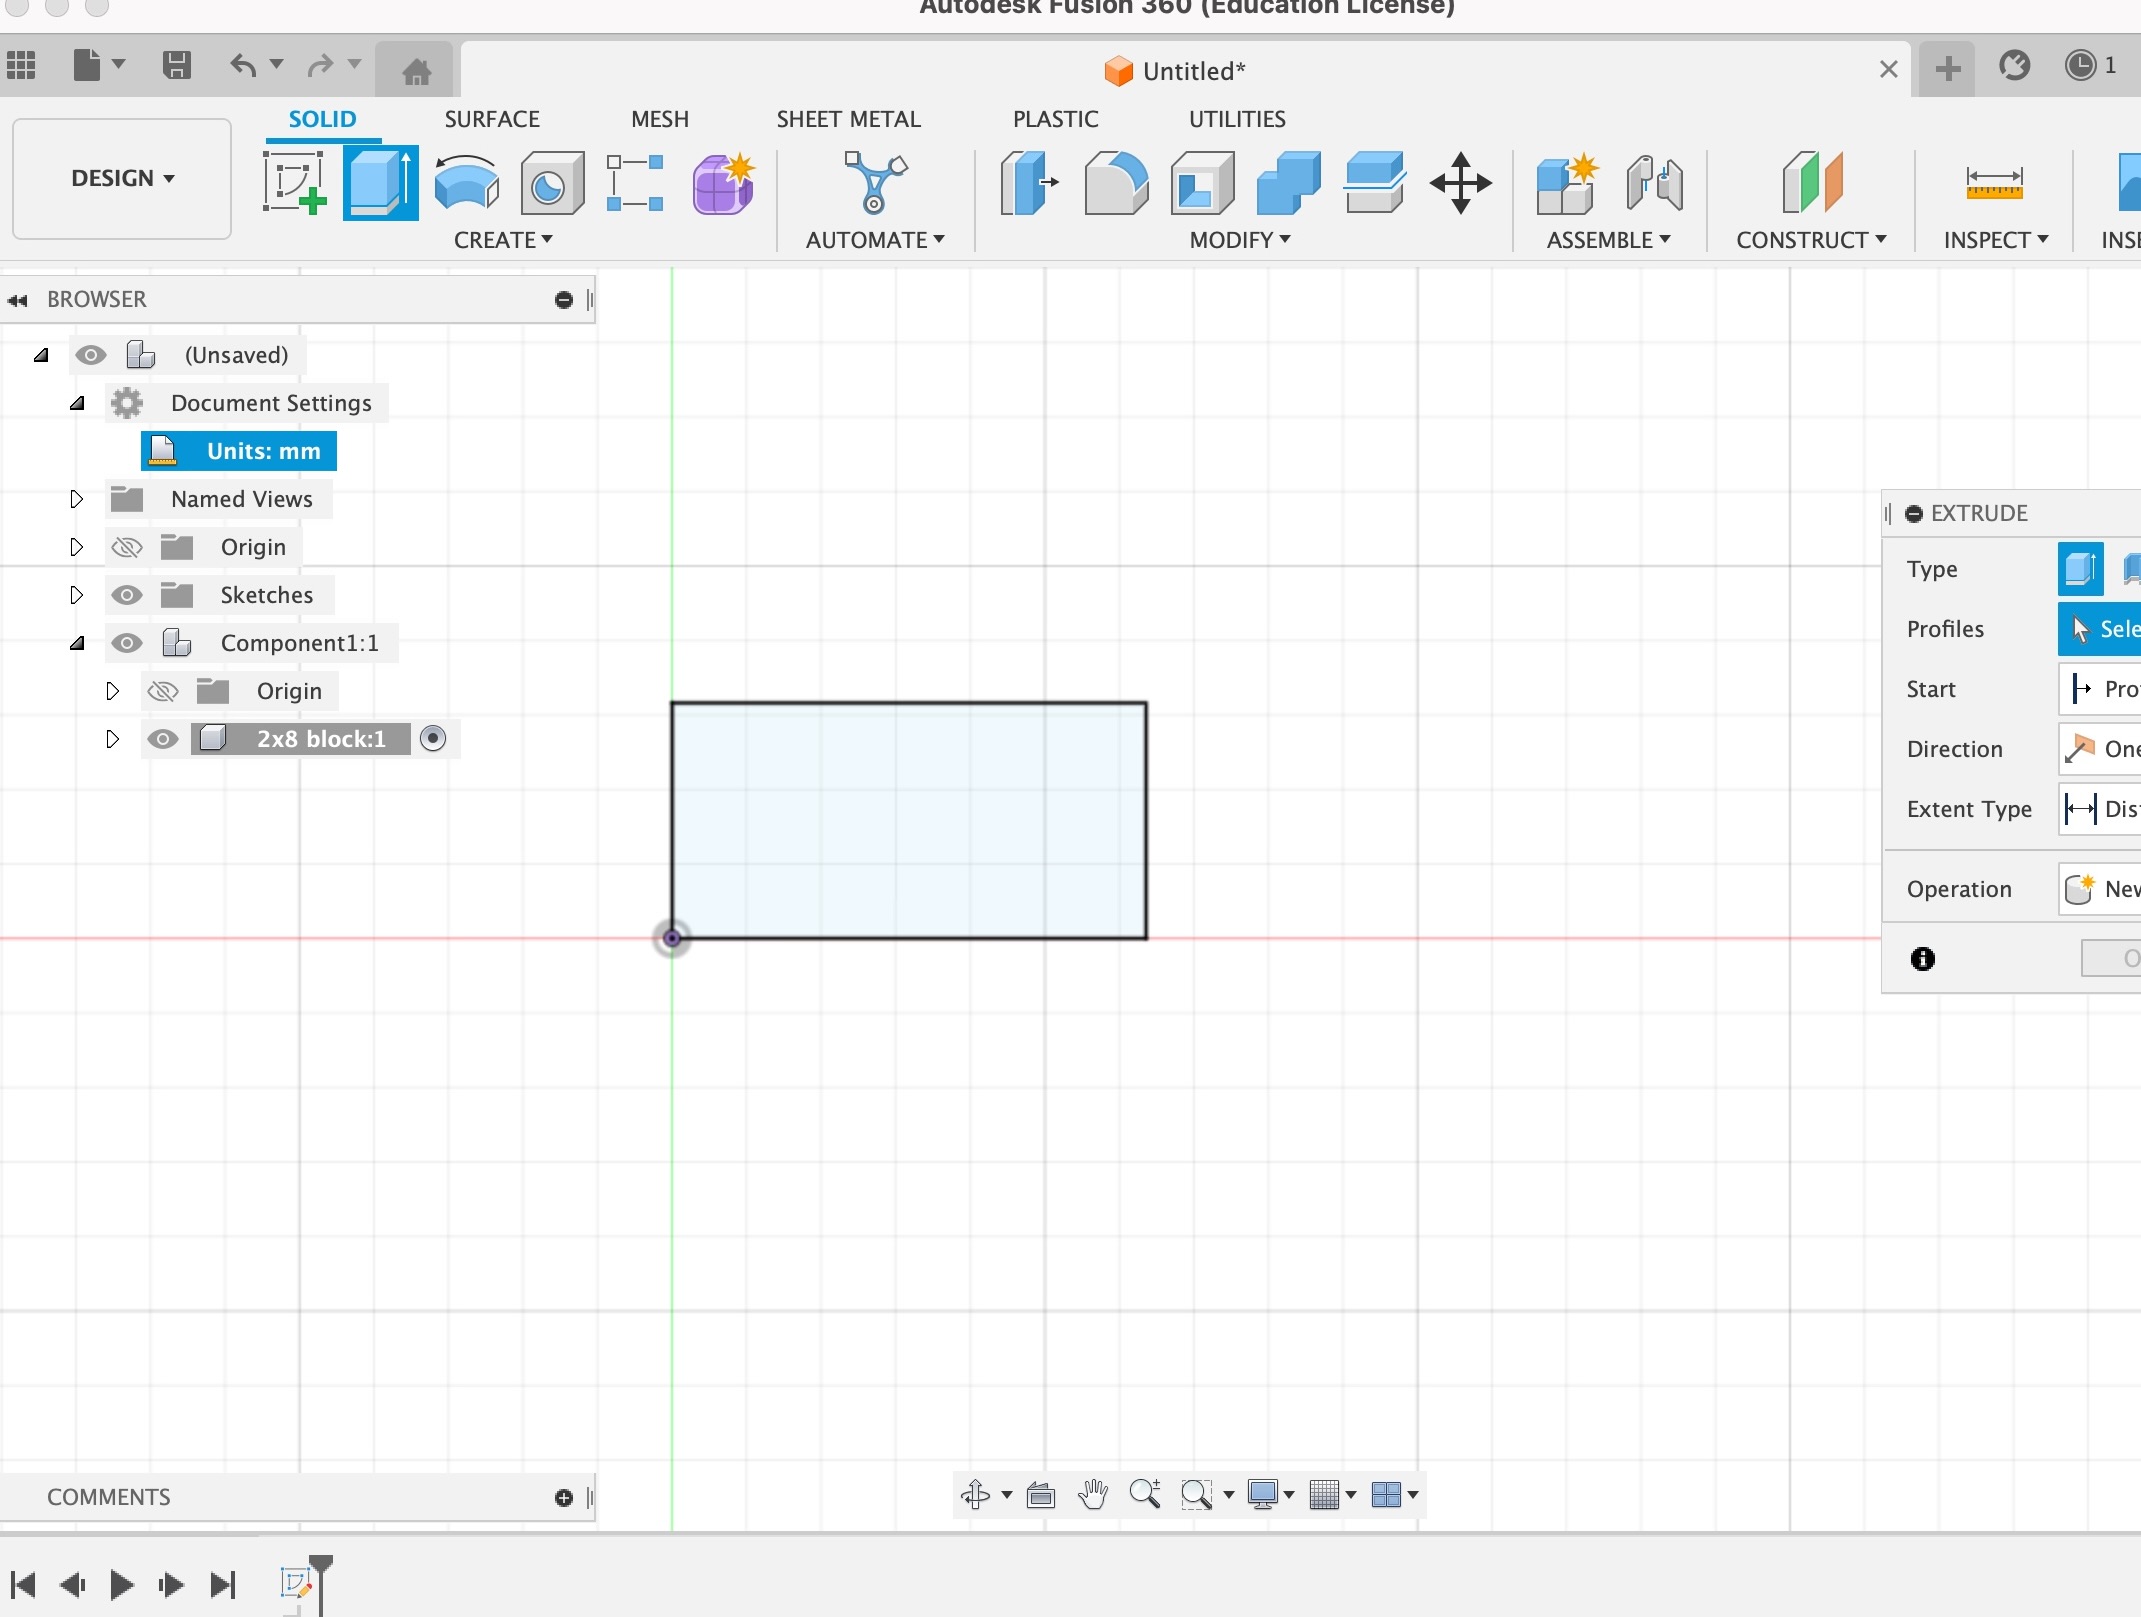 Autodesk Fusion 360 (Education License)
Untitled*
1
SOLID SURFACE MESH SHEET METAL PLASTIC UTILITIES
DESIGN
CREATE AUTOMATE MODIFY ASSEMBLE CONSTRUCT INSPECT INSE
BROWSER
(Unsaved)
Document Settings
Units: mm
Named Views
Origin
Sketches
Component1:1
Origin
2x8 block:1
EXTRUDE
Type
Profiles Sele
Start Pro
Direction One
Extent Type Dis
Operation New
O
COMMENTS